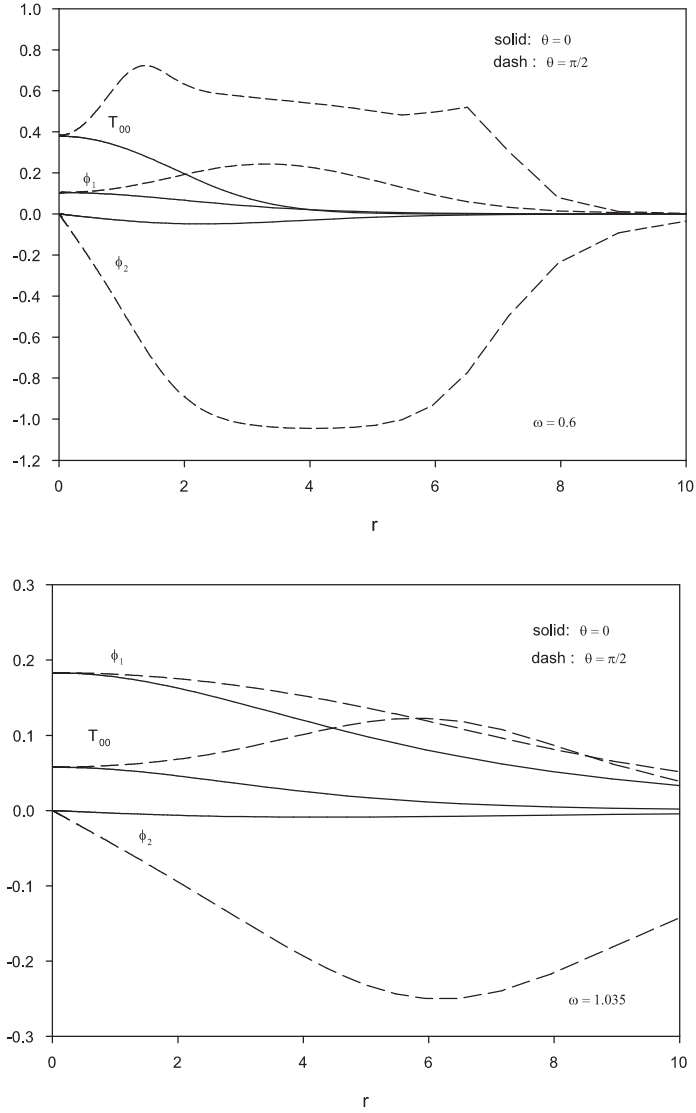 1.0
solid: θ = 0
dash : θ = π/2
0.8
0.6
T00
0.4
ϕ1
0.2
0.0
ϕ2
-0.2
-0.4
-0.6
-0.8
-1.0
ω = 0.6
-1.2
0 2 4 6 8 10
r
0.3
solid: θ = 0
dash : θ = π/2
ϕ1
0.2
T00
0.1
0.0
ϕ2
-0.1
-0.2
ω = 1.035
-0.3
0 2 4 6 8 10
r